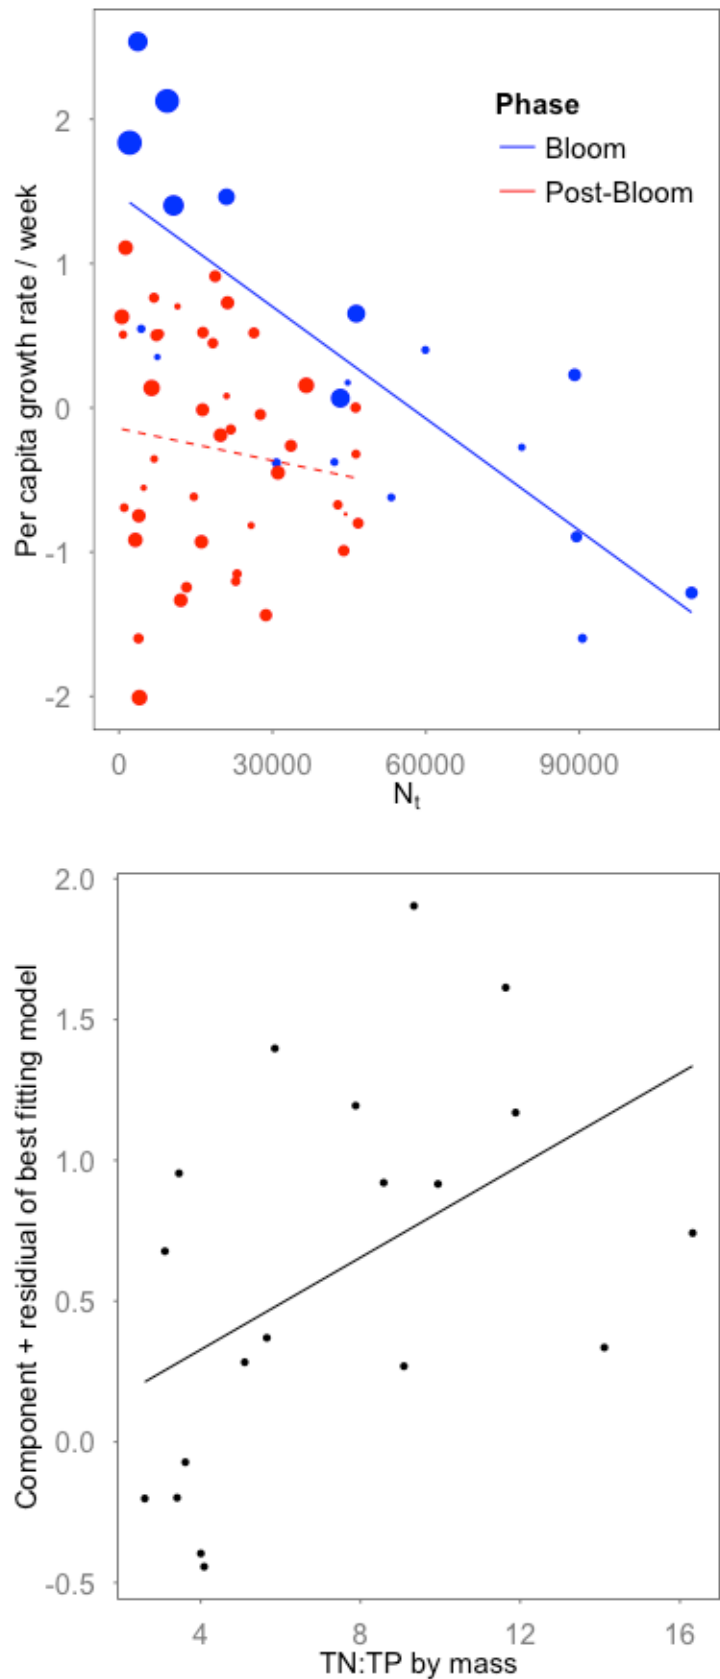 Per capita growth rate / week
2
1
0
-1
-2
Phase
Bloom
Post-Bloom
0 30000 60000 90000
Nt
Component + residiual of best fitting model
2.0
1.5
1.0
0.5
0.0
-0.5
4 8 12 16
TN:TP by mass